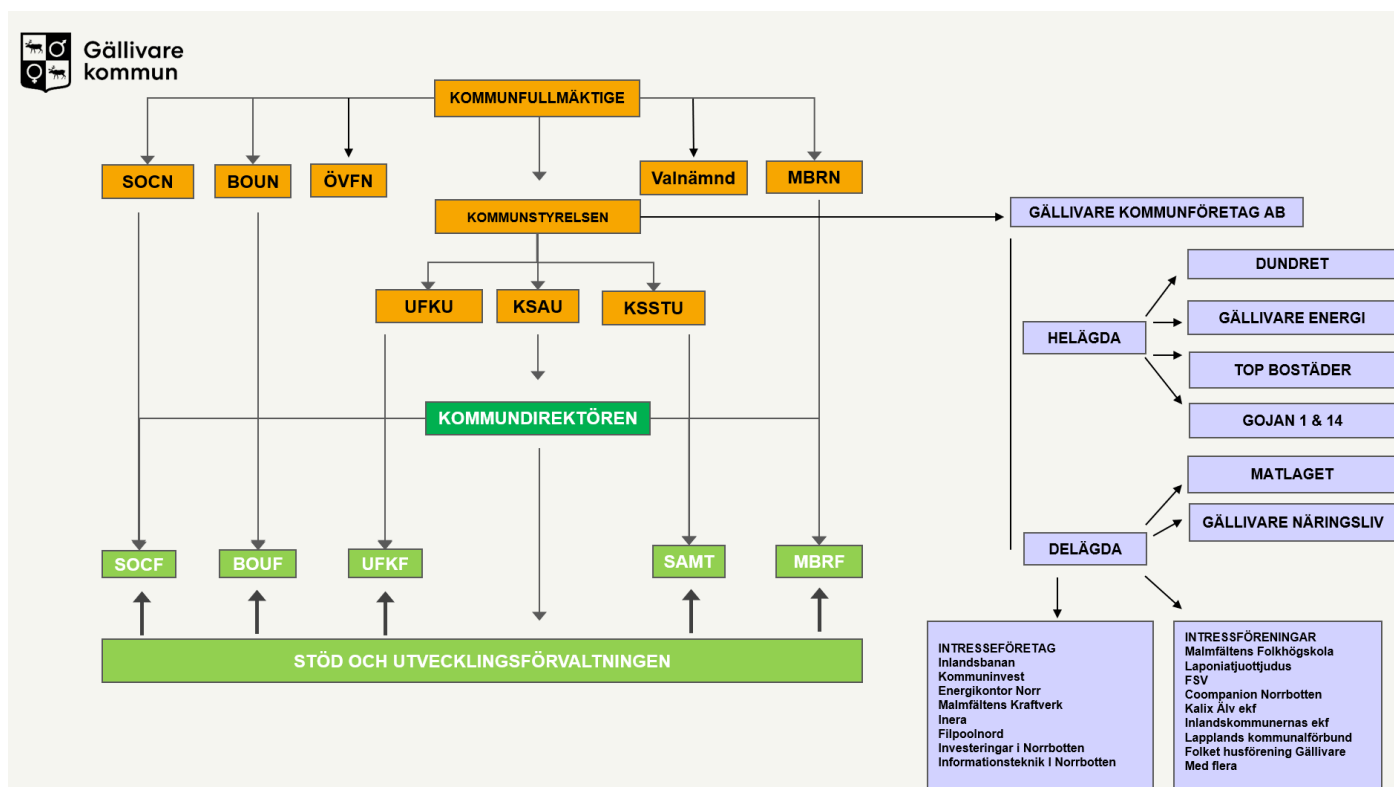 Gällivare
kommun
KOMMUNFULLMÄKTIGE
SOCN
BOUN
ÖVFN
Valnämnd
MBRN
KOMMUNSTYRELSEN
GÄLLIVARE KOMMUNFÖRETAG AB
UFKU
KSAU
KSSTU
DUNDRET
GÄLLIVARE ENERGI
HELÄGDA
TOP BOSTÄDER
GOJAN 1 & 14
KOMMUNDIREKTÖREN
MATLAGET
GÄLLIVARE NÄRINGSLIV
DELÄGDA
SOCF
BOUF
UFKF
SAMT
MBRF
STÖD OCH UTVECKLINGSFÖRVALTNINGEN
INTRESSEFÖRETAG
Inlandsbanan
Kommuninvest
Energikontor Norr
Malmfältens Kraftverk
Inera
Filpoolnord
Investeringar i Norrbotten
Informationsteknik I Norrbotten
INTRESSFÖRENINGAR
Malmfältens Folkhögskola
Laponiatjuottjudus
FSV
Coompanion Norrbotten
Kalix Älv ekf
Inlandskommunernas ekf
Lapplands kommunalförbund
Folket husförening Gällivare
Med flera